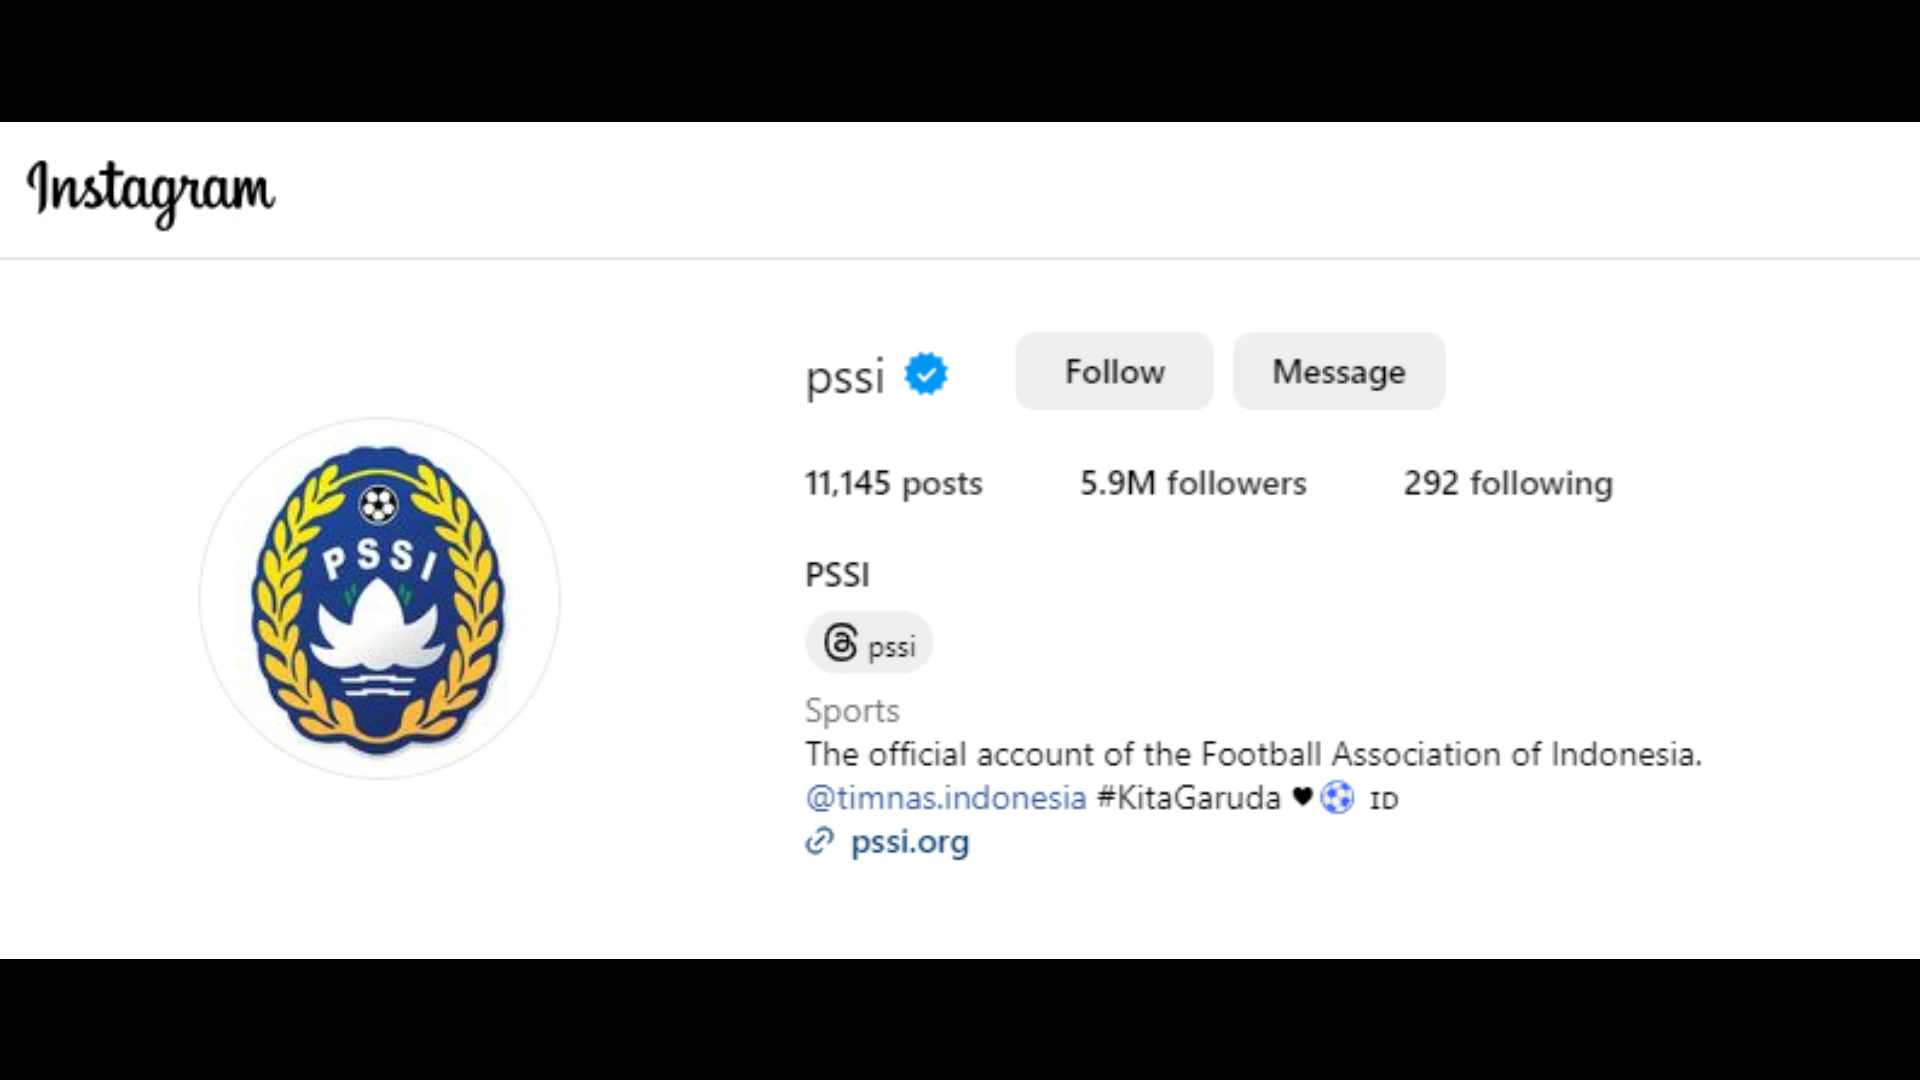 Instagram
pssi
Follow
Message
11,145 posts
5.9M followers
292 following
PSSI
PSSI
pssi
Sports
The official account of the Football Association of Indonesia.
@timnas.indonesia #KitaGaruda 🖤⚽ ID
pssi.org